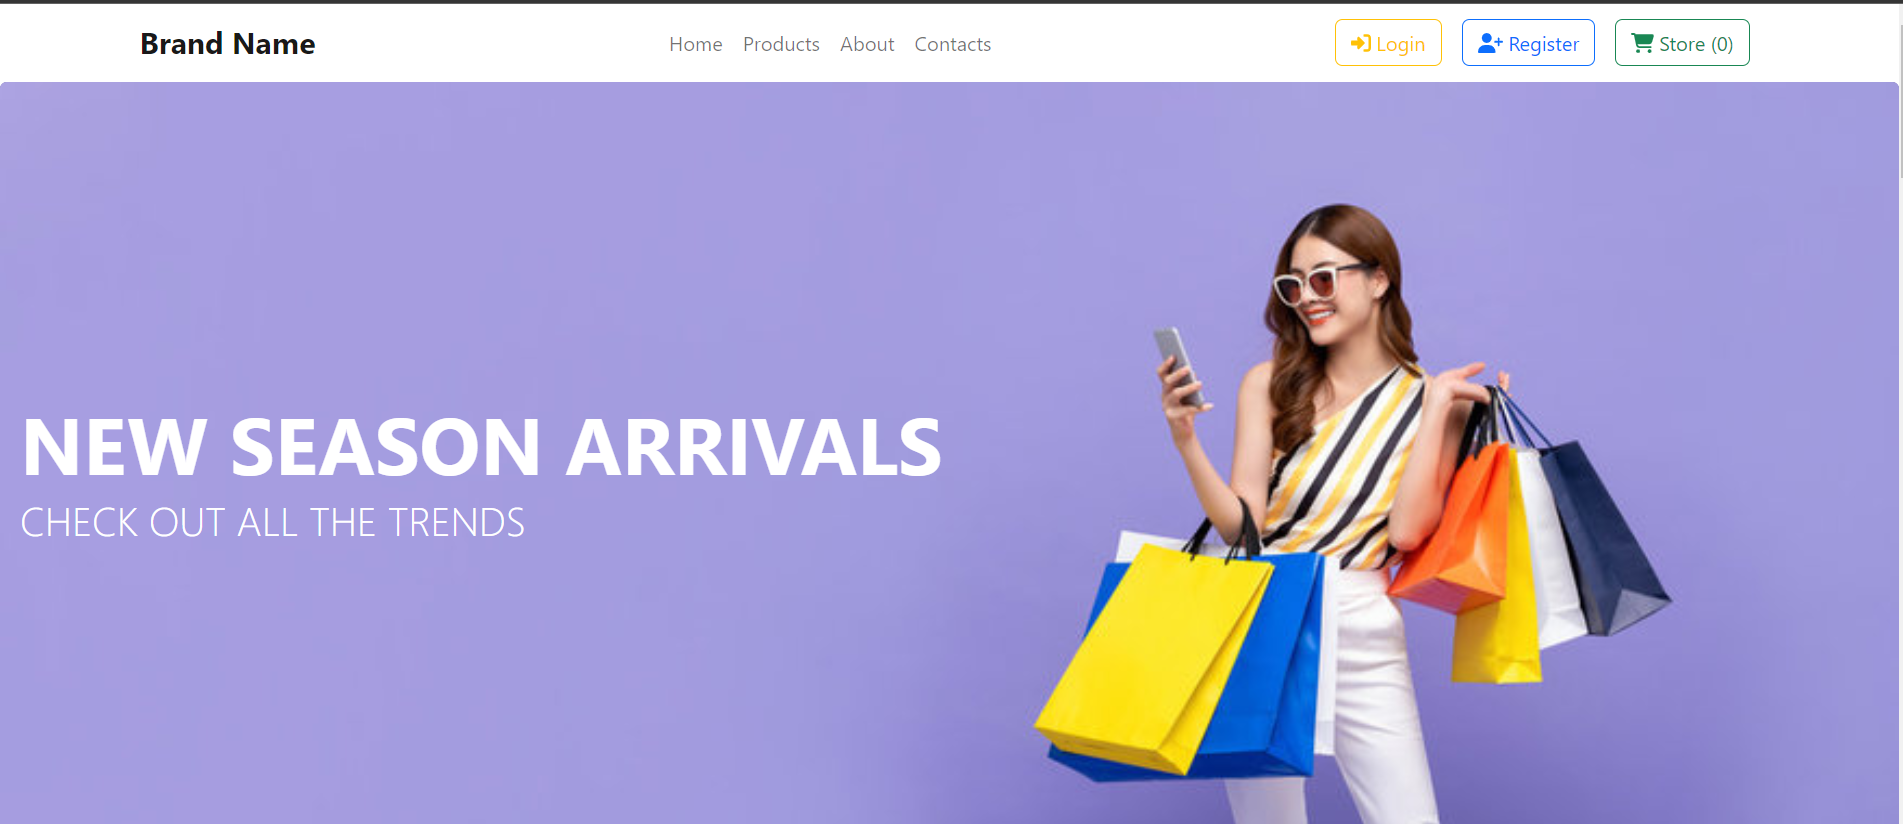 Brand Name
Home Products About Contacts
Login Register Store (0)
NEW SEASON ARRIVALS
CHECK OUT ALL THE TRENDS